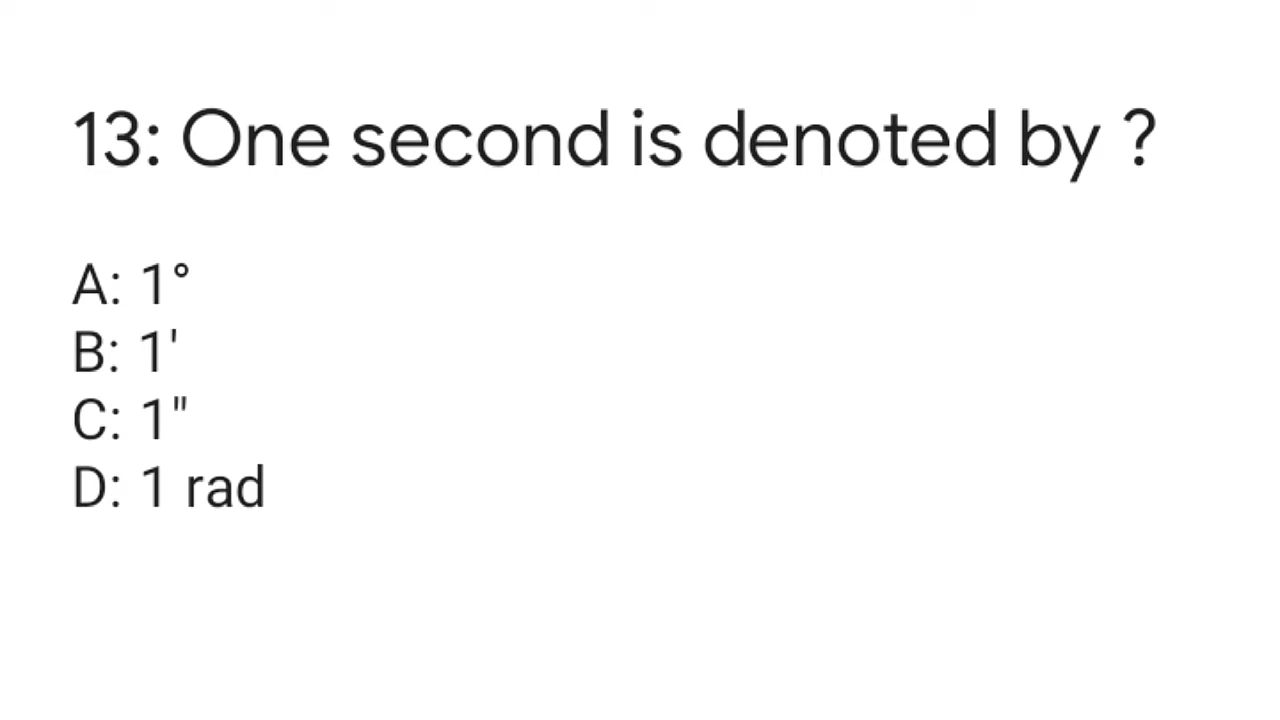 13: One second is denoted by ?
A: 1°
B: 1'
C: 1"
D: 1 rad